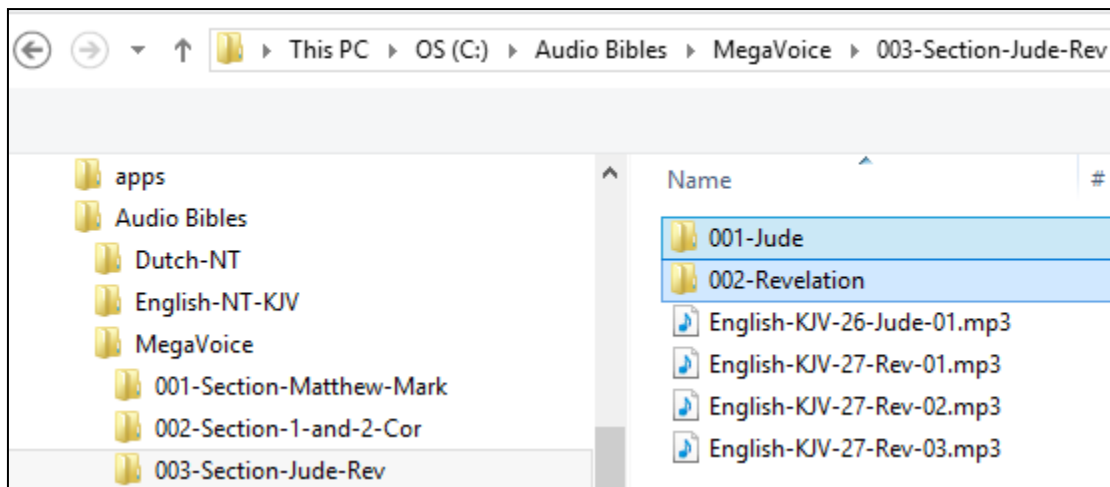 This PC OS (C:) Audio Bibles MegaVoice 003-Section-Jude-Rev
apps
Audio Bibles
Dutch-NT
English-NT-KJV
MegaVoice
001-Section-Matthew-Mark
002-Section-1-and-2-Cor
003-Section-Jude-Rev
Name #
001-Jude
002-Revelation
English-KJV-26-Jude-01.mp3
English-KJV-27-Rev-01.mp3
English-KJV-27-Rev-02.mp3
English-KJV-27-Rev-03.mp3